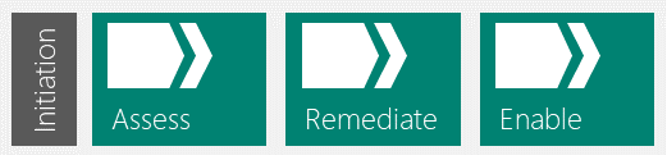 Initiation
Assess
Remediate
Enable